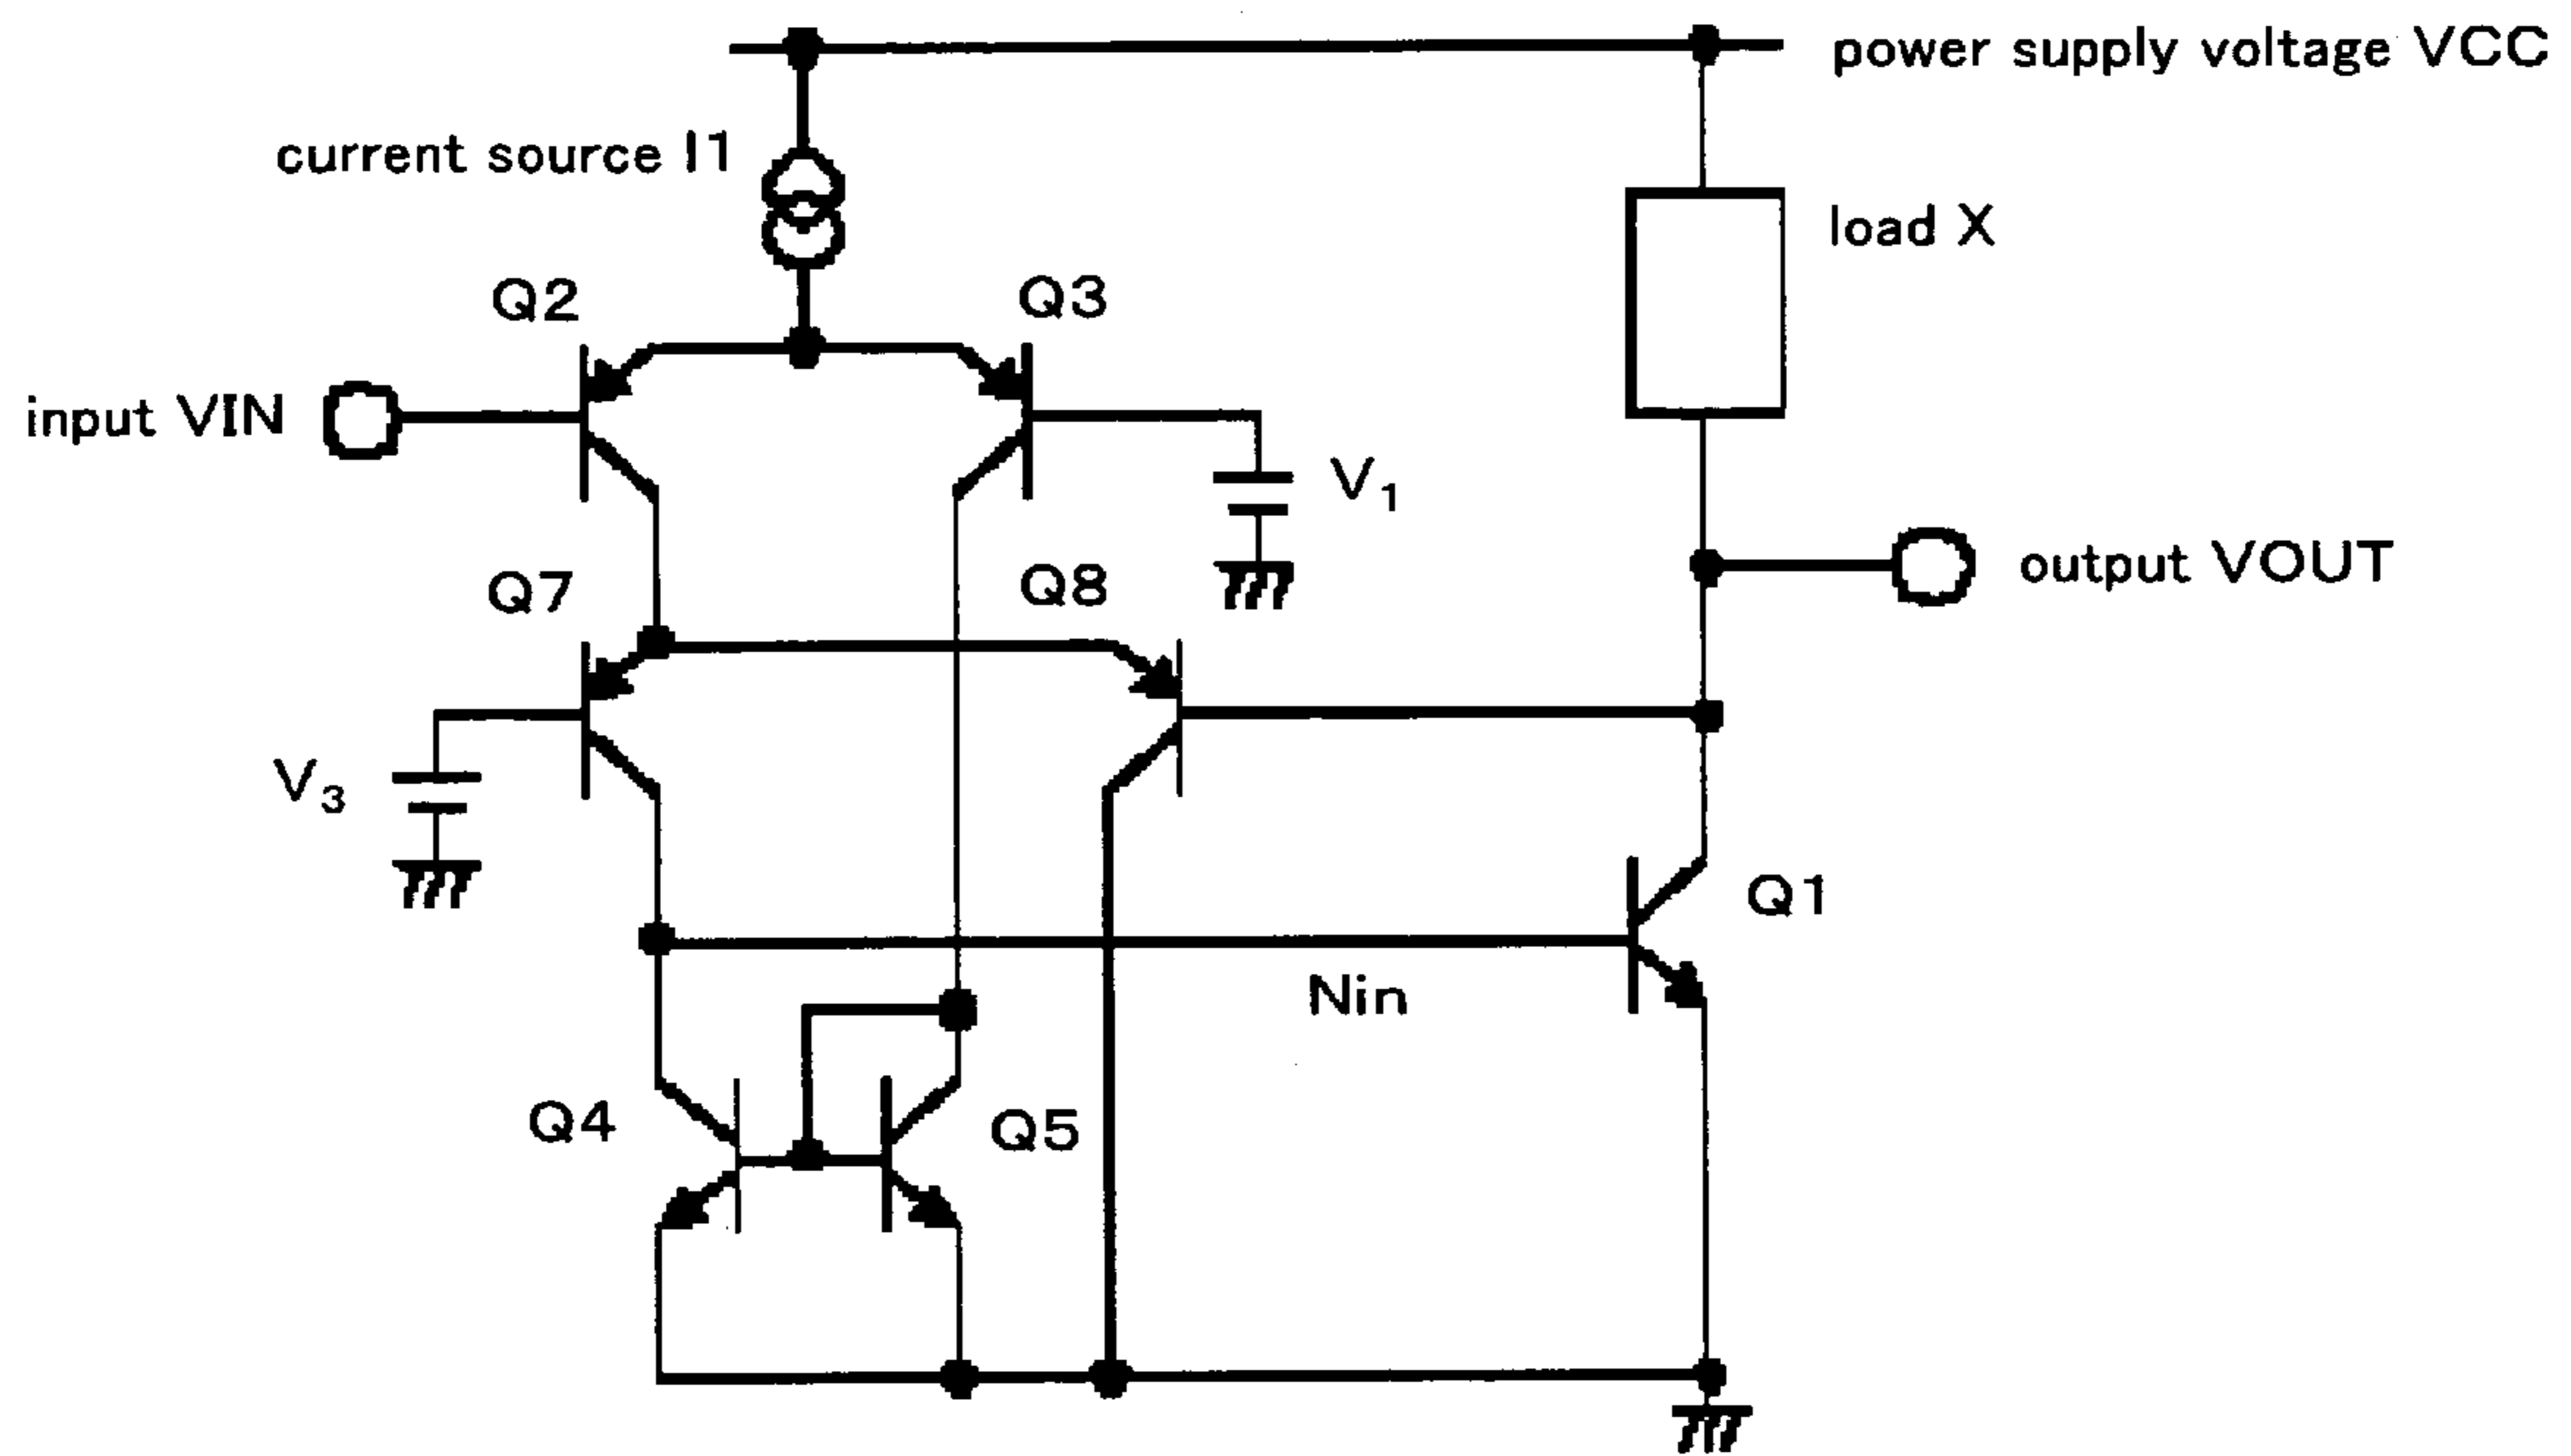 power supply voltage VCC
current source I1
load X
Q2
Q3
input VIN
V1
output VOUT
Q7
Q8
V3
Q1
Nin
Q4
Q5